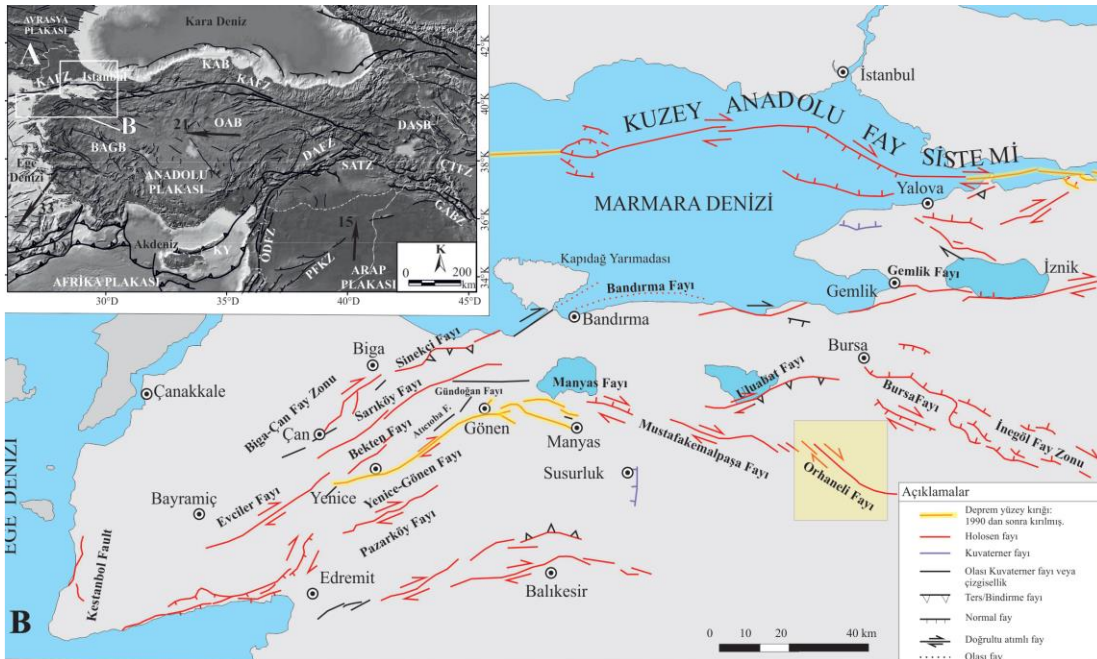 AVRASYA
PLAKASI
A
Kara Deniz
KAFZ
İstanbul
KAB
KAFZ
B
21
OAB
BAGB
DASB
DAFZ
SATZ
Ege
Denizi
ANADOLU
PLAKASI
ÇTFZ
GABZ
15
Akdeniz
KY
ÖDFZ
PFKZ
AFRİKA PLAKASI
ARAP
PLAKASI
K
0 200
km
30°D
35°D
40°D
45°D
42°K
40°K
38°K
36°K
34°K
İstanbul
KUZEY ANADOLU FAY SİSTEMİ
Yalova
MARMARA DENİZİ
Kapıdağ Yarımadası
Bandırma Fayı
Gemlik Fayı
Gemlik
İznik
Bandırma
Biga
Sinekçi Fayı
Bursa
Çanakkale
Biga-Çan Fay Zonu
Sarıköy Fayı
Gündoğan Fayı
Manyas Fayı
Uluabat Fayı
Çan
Bekten Fayı
Gönen
Manyas
BursaFayı
Mustafakemalpaşa Fayı
İnegöl Fay Zonu
Yenice
Yenice-Gönen Fayı
Susurluk
Orhaneli Fayı
Bayramiç
Evciler Fayı
Pazarköy Fayı
EGE DENİZİ
Kestanbol Fault
Edremit
Balıkesir
B
0 10 20 40 km
Açıklamalar
Deprem yüzey kırığı:
1990 dan sonra kırılmış.
Holosen fayı
Kuvaterner fayı
Olası Kuvaterner fayı veya
çizgisellik
Ters/Bindirme fayı
Normal fay
Doğrultu atımlı fay
Olası fay